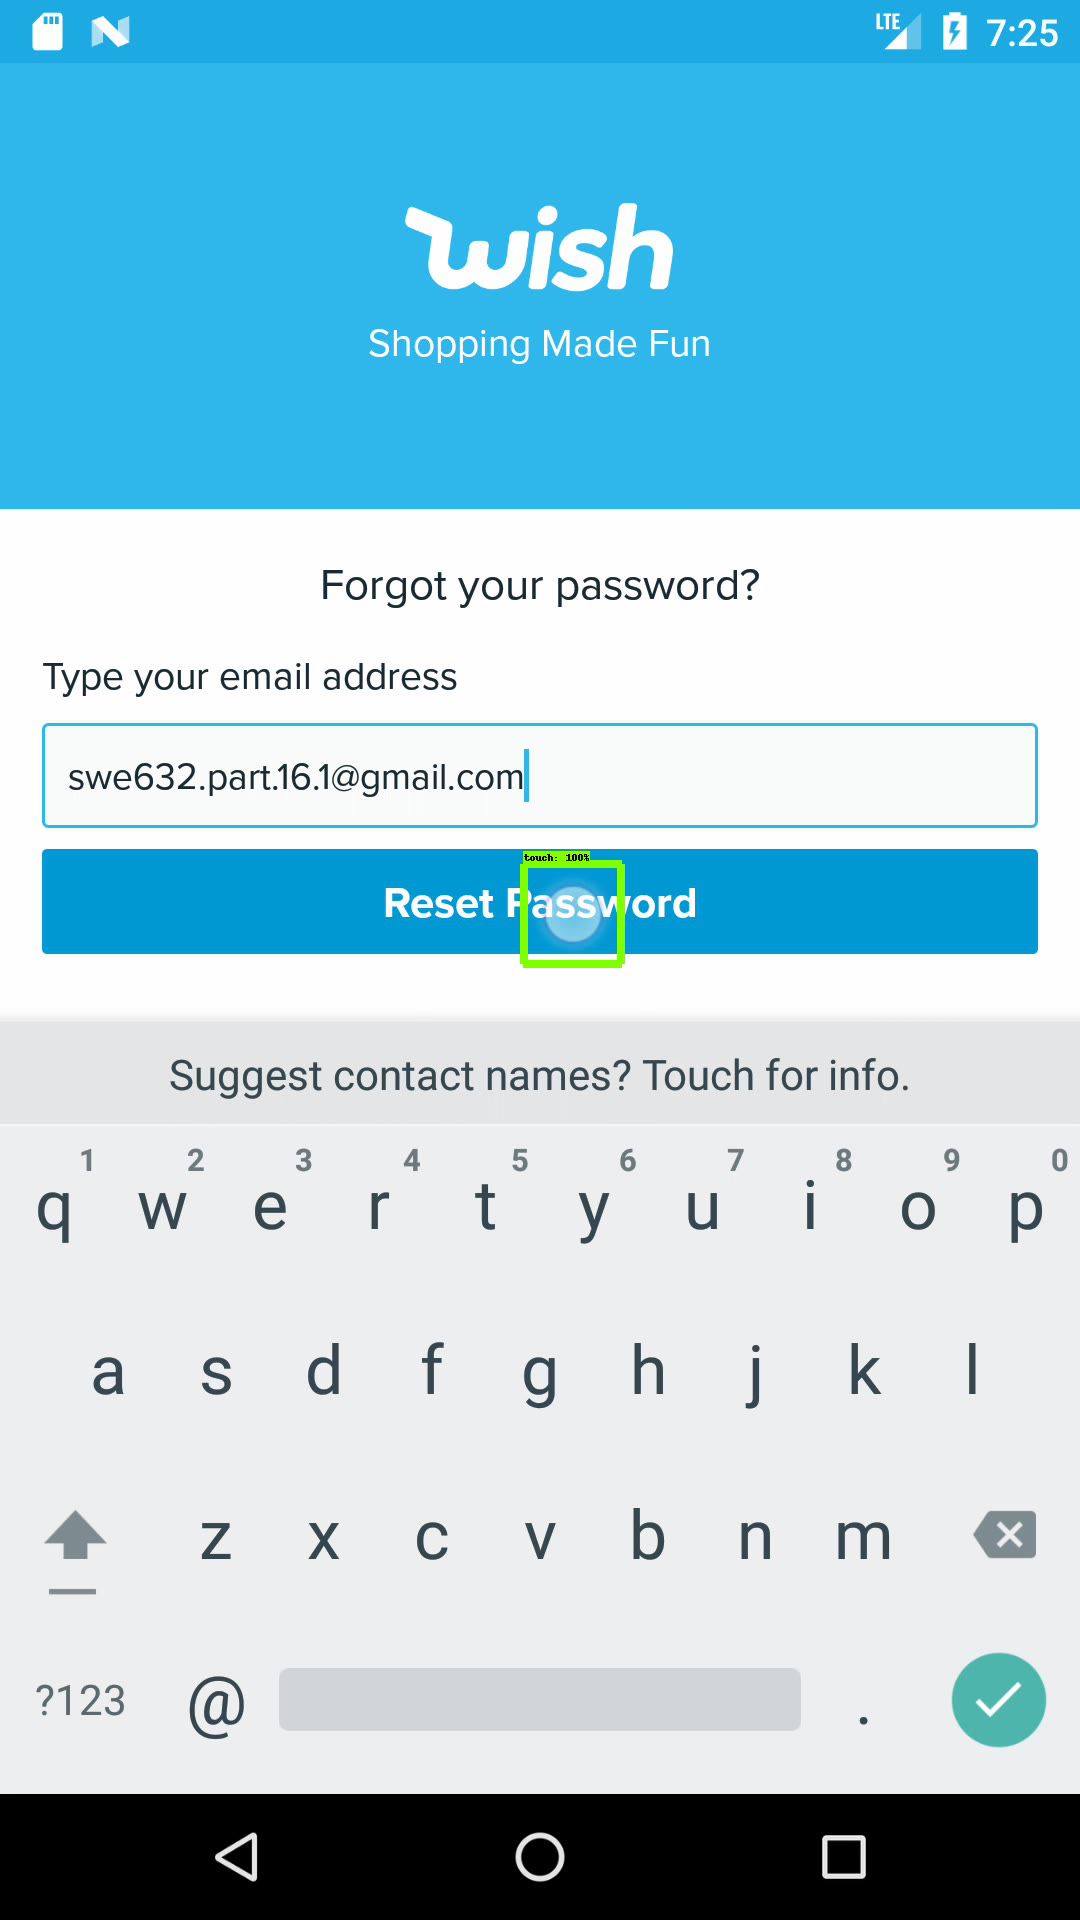 LTE 7:25
wish
Shopping Made Fun
Forgot your password?
Type your email address
swe632.part.16.1@gmail.com
touch: 100%
Reset Password
Suggest contact names? Touch for info.
1 2 3 4 5 6 7 8 9 0
q w e r t y u i o p
a s d f g h j k l
z x c v b n m
?123 @ .